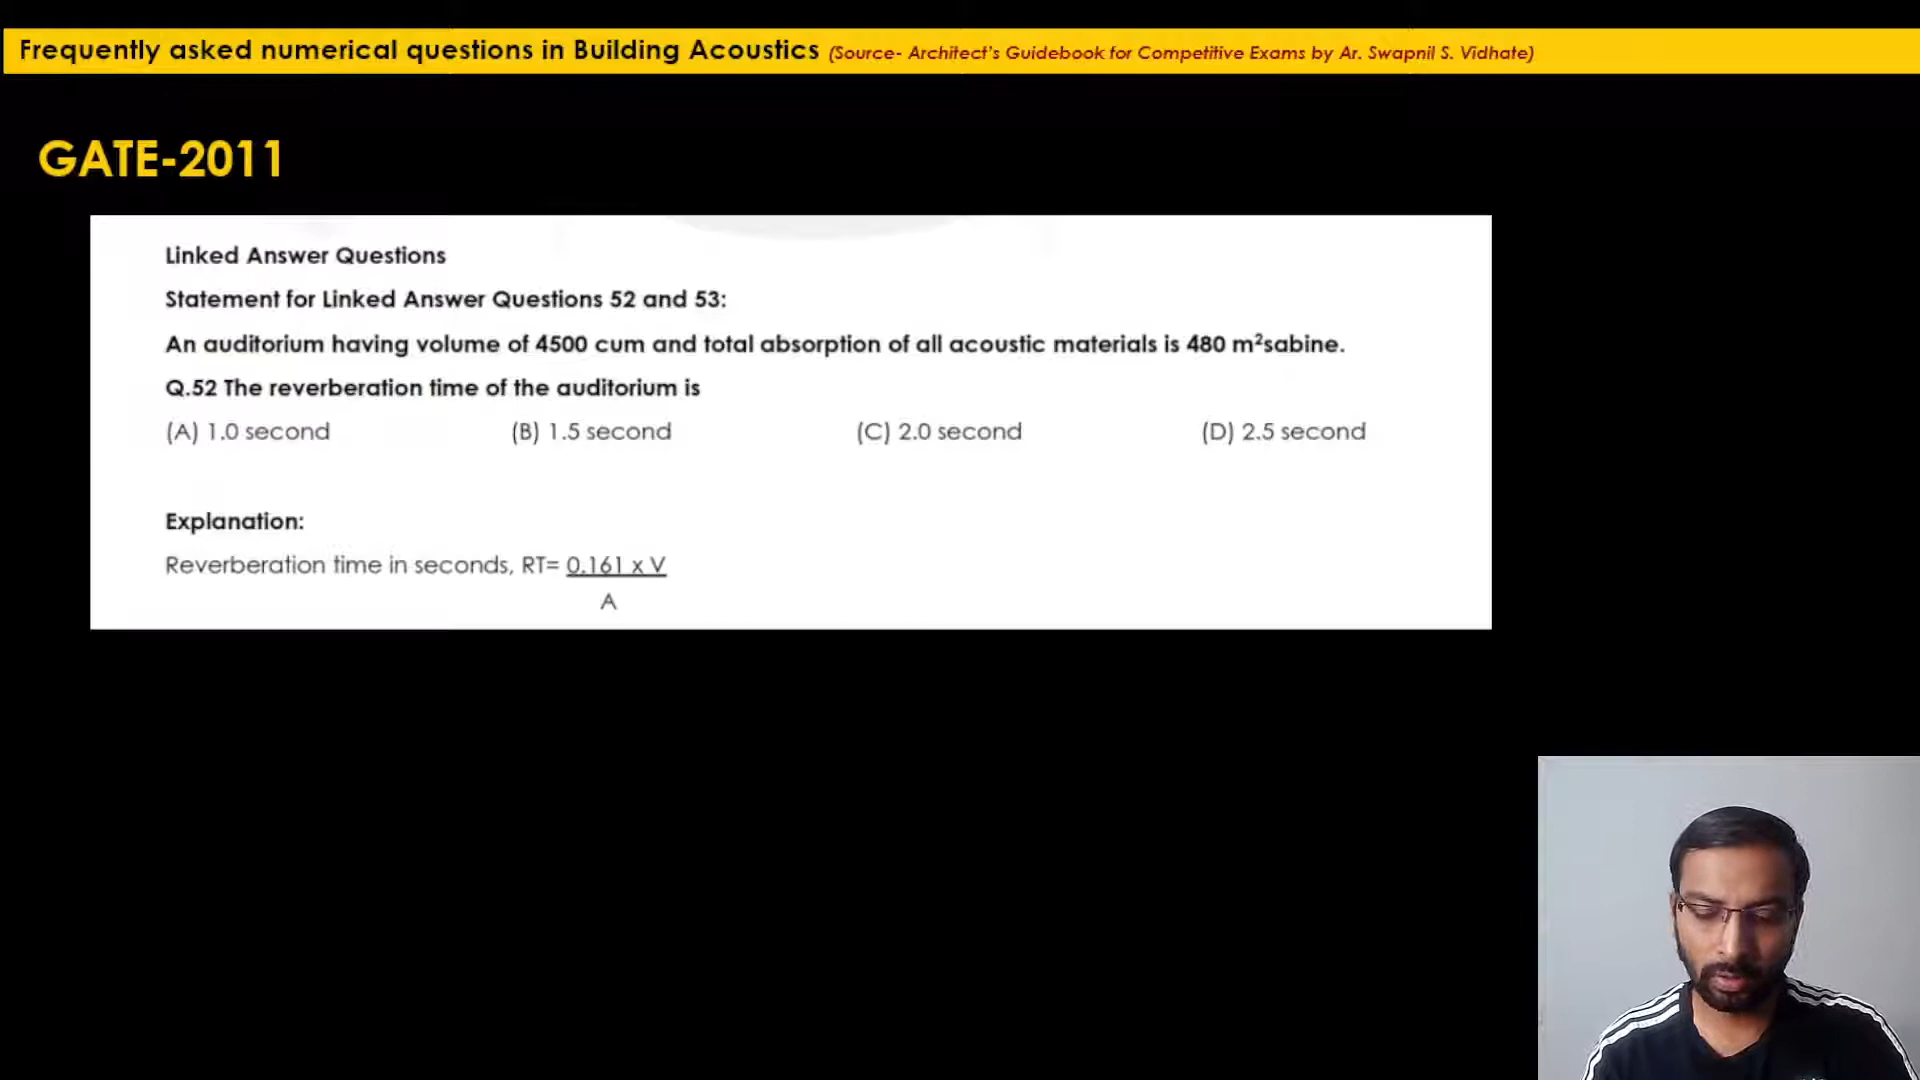 Frequently asked numerical questions in Building Acoustics (Source- Architect's Guidebook for Competitive Exams by Ar. Swapnil S. Vidhate)
GATE-2011
Linked Answer Questions
Statement for Linked Answer Questions 52 and 53:
An auditorium having volume of 4500 cum and total absorption of all acoustic materials is 480 m²sabine.
Q.52 The reverberation time of the auditorium is
(A) 1.0 second (B) 1.5 second (C) 2.0 second (D) 2.5 second
Explanation:
Reverberation time in seconds, RT= 0.161 x V
A